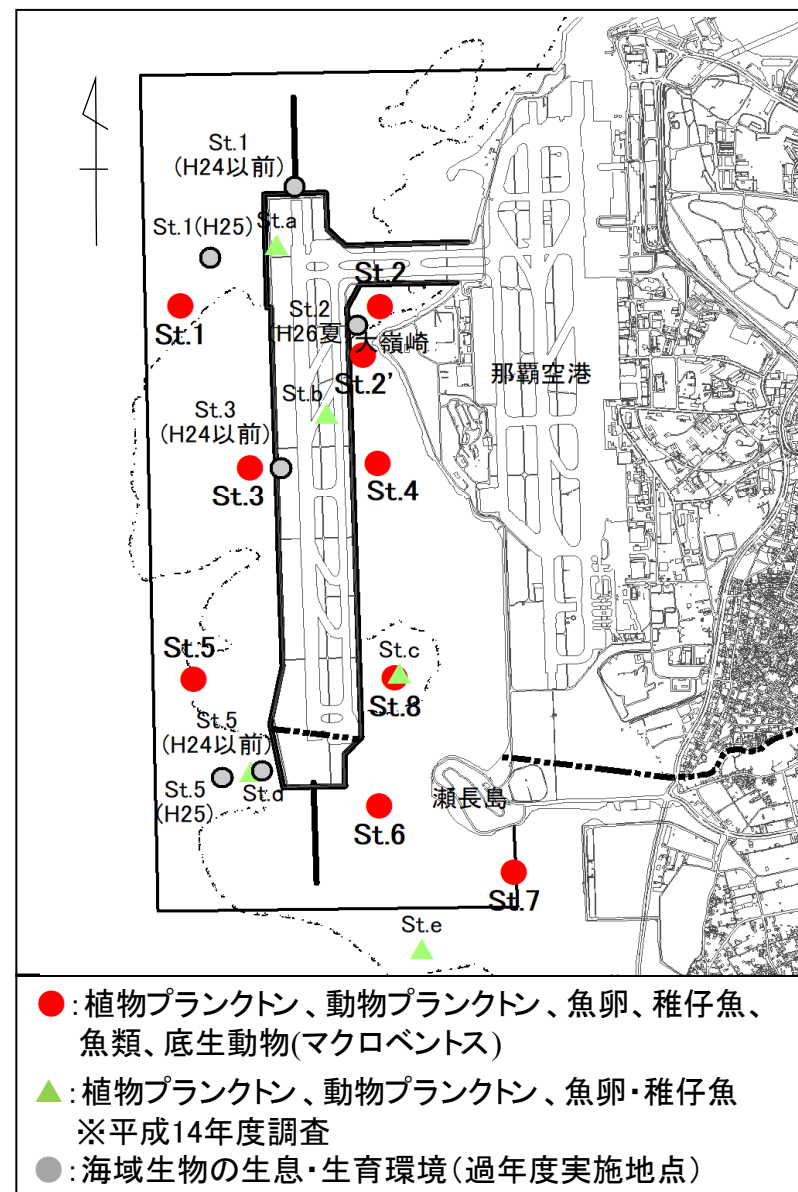 St.1
(H24以前)
St.1(H25)
St.a
St.1
St.2
St.2
(H26夏)
大嶺崎
St.2'
那覇空港
St.b
St.3
(H24以前)
St.3
St.4
St.5
St.c
St.8
St.5
(H24以前)
St.d
St.5
(H25)
瀬長島
St.6
St.7
St.e
●:植物プランクトン、動物プランクトン、魚卵、稚仔魚、
魚類、底生動物(マクロベントス)
▲:植物プランクトン、動物プランクトン、魚卵・稚仔魚
※平成14年度調査
●:海域生物の生息・生育環境(過年度実施地点)